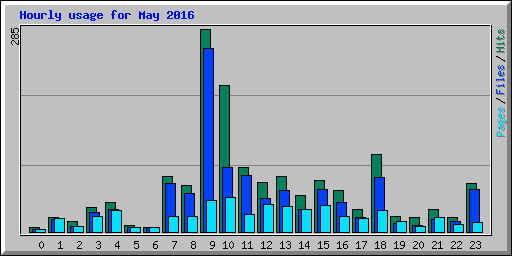 Hourly usage for May 2016
285
Pages/Files/Hits
0 1 2 3 4 5 6 7 8 9 10 11 12 13 14 15 16 17 18 19 20 21 22 23